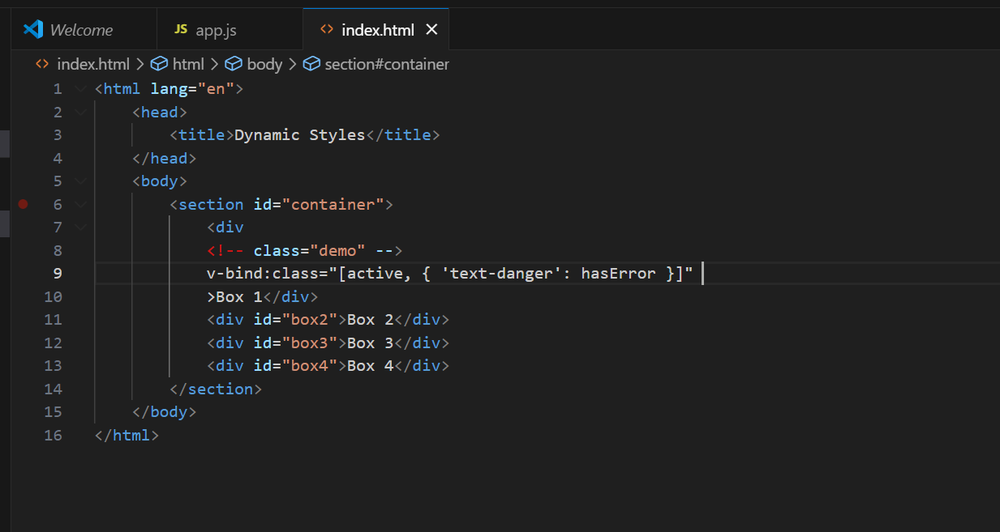 Welcome
JS app.js
<> index.html ×
<> index.html > html > body > section#container
1 <html lang="en">
2     <head>
3         <title>Dynamic Styles</title>
4     </head>
5     <body>
6         <section id="container">
7             <div
8             <!-- class="demo" -->
9             v-bind:class="[active, { 'text-danger': hasError }]"
10             >Box 1</div>
11             <div id="box2">Box 2</div>
12             <div id="box3">Box 3</div>
13             <div id="box4">Box 4</div>
14         </section>
15     </body>
16 </html>